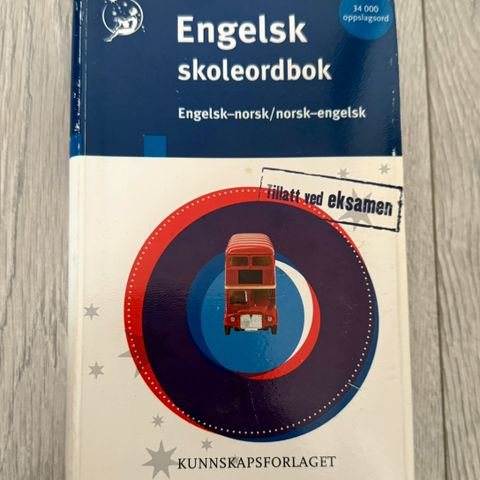 34 000
oppslagsord
Engelsk
skoleordbok
Engelsk–norsk/norsk–engelsk
Tillatt ved eksamen
KUNNSKAPSFORLAGET